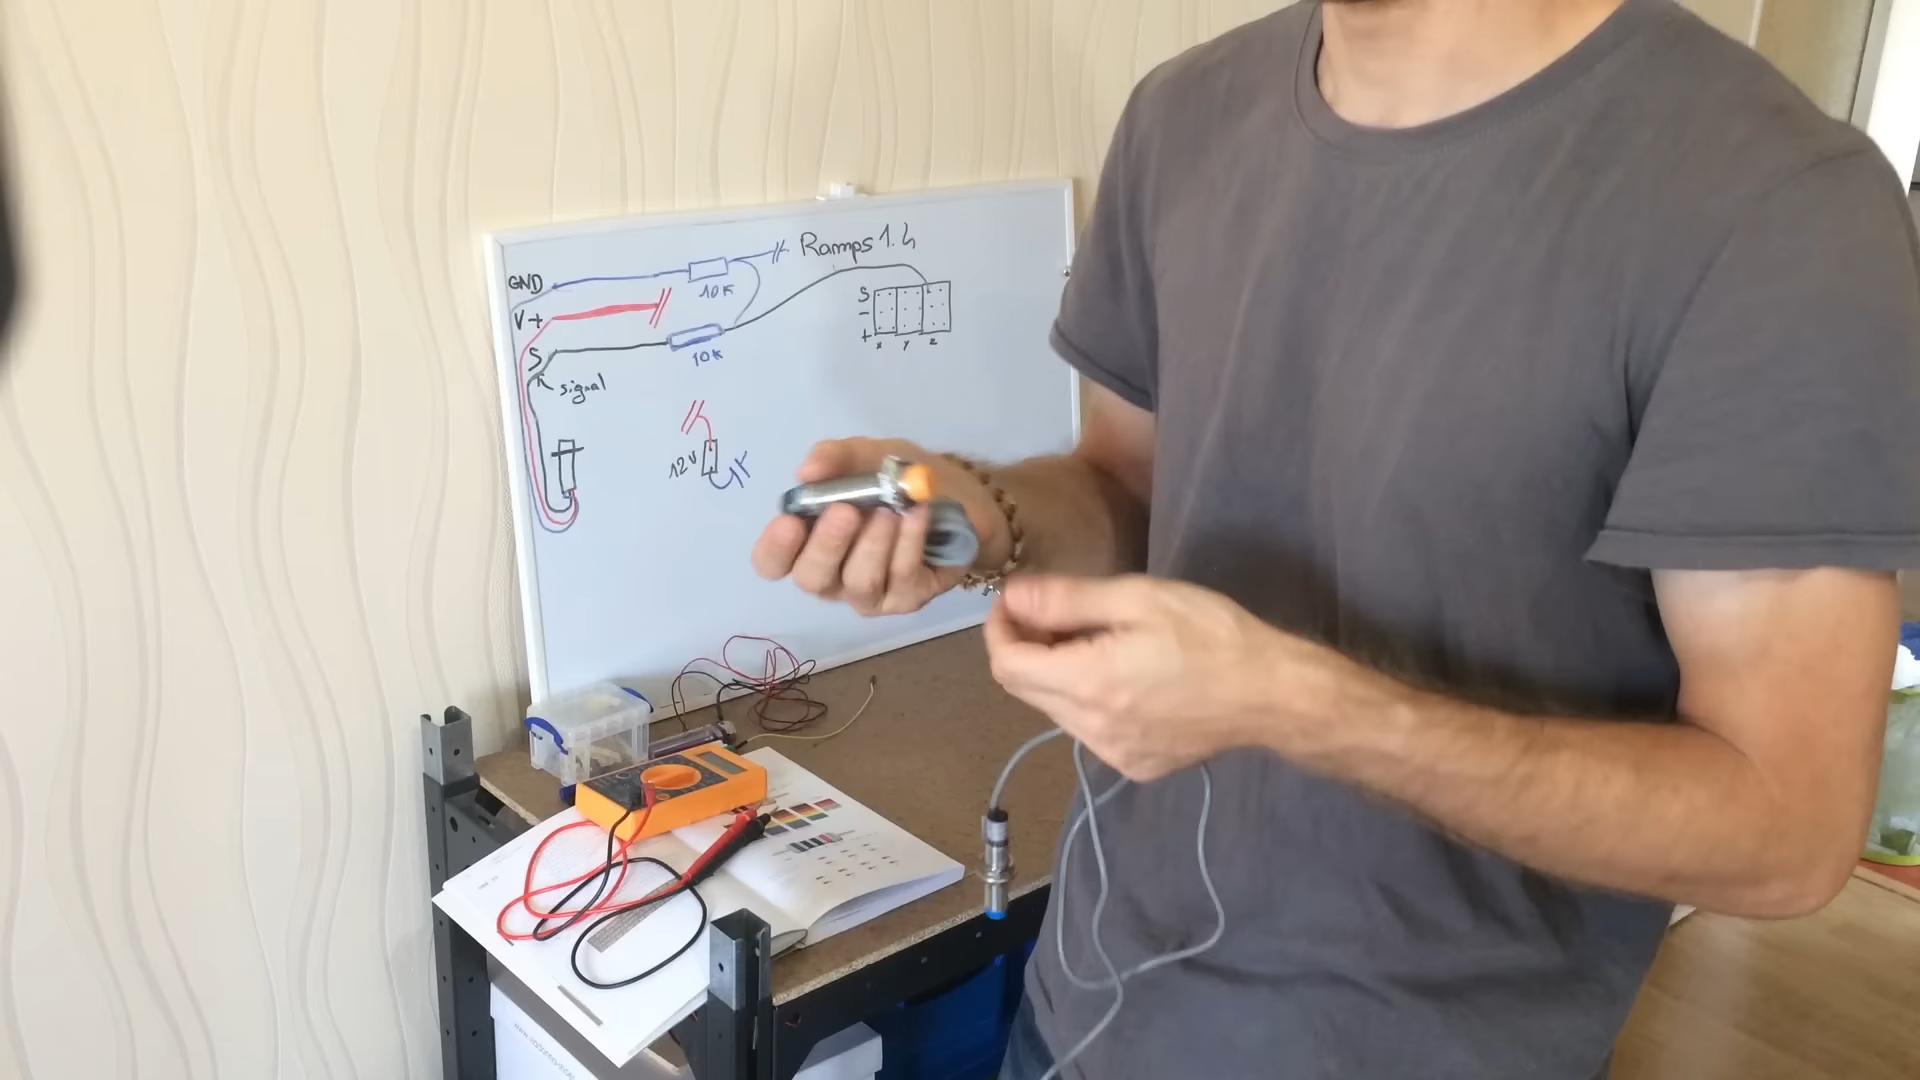 Ramps 1.4
GND
10K
V+
S
-
+
x y z
S
10K
signal
12V